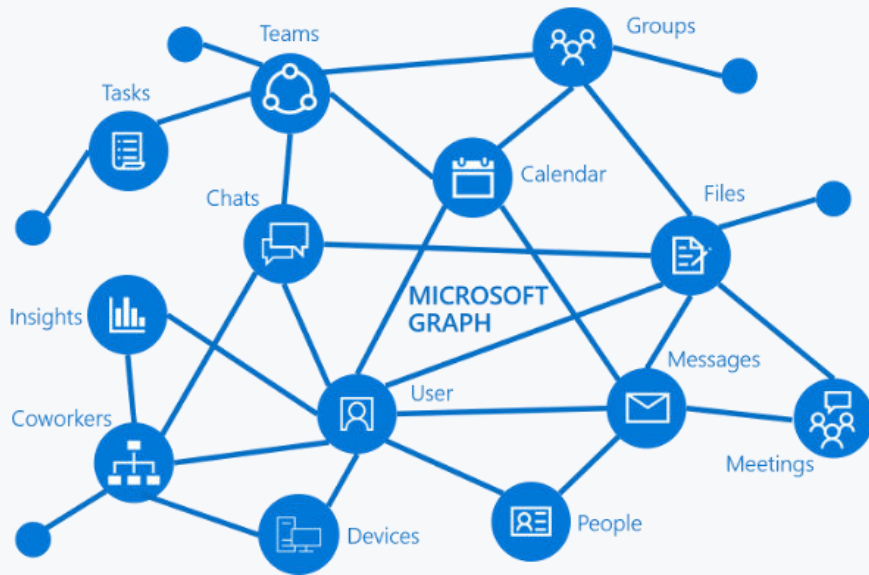 Teams
Groups
Tasks
Calendar
Chats
Files
MICROSOFT
GRAPH
Insights
Messages
User
Coworkers
Meetings
People
Devices